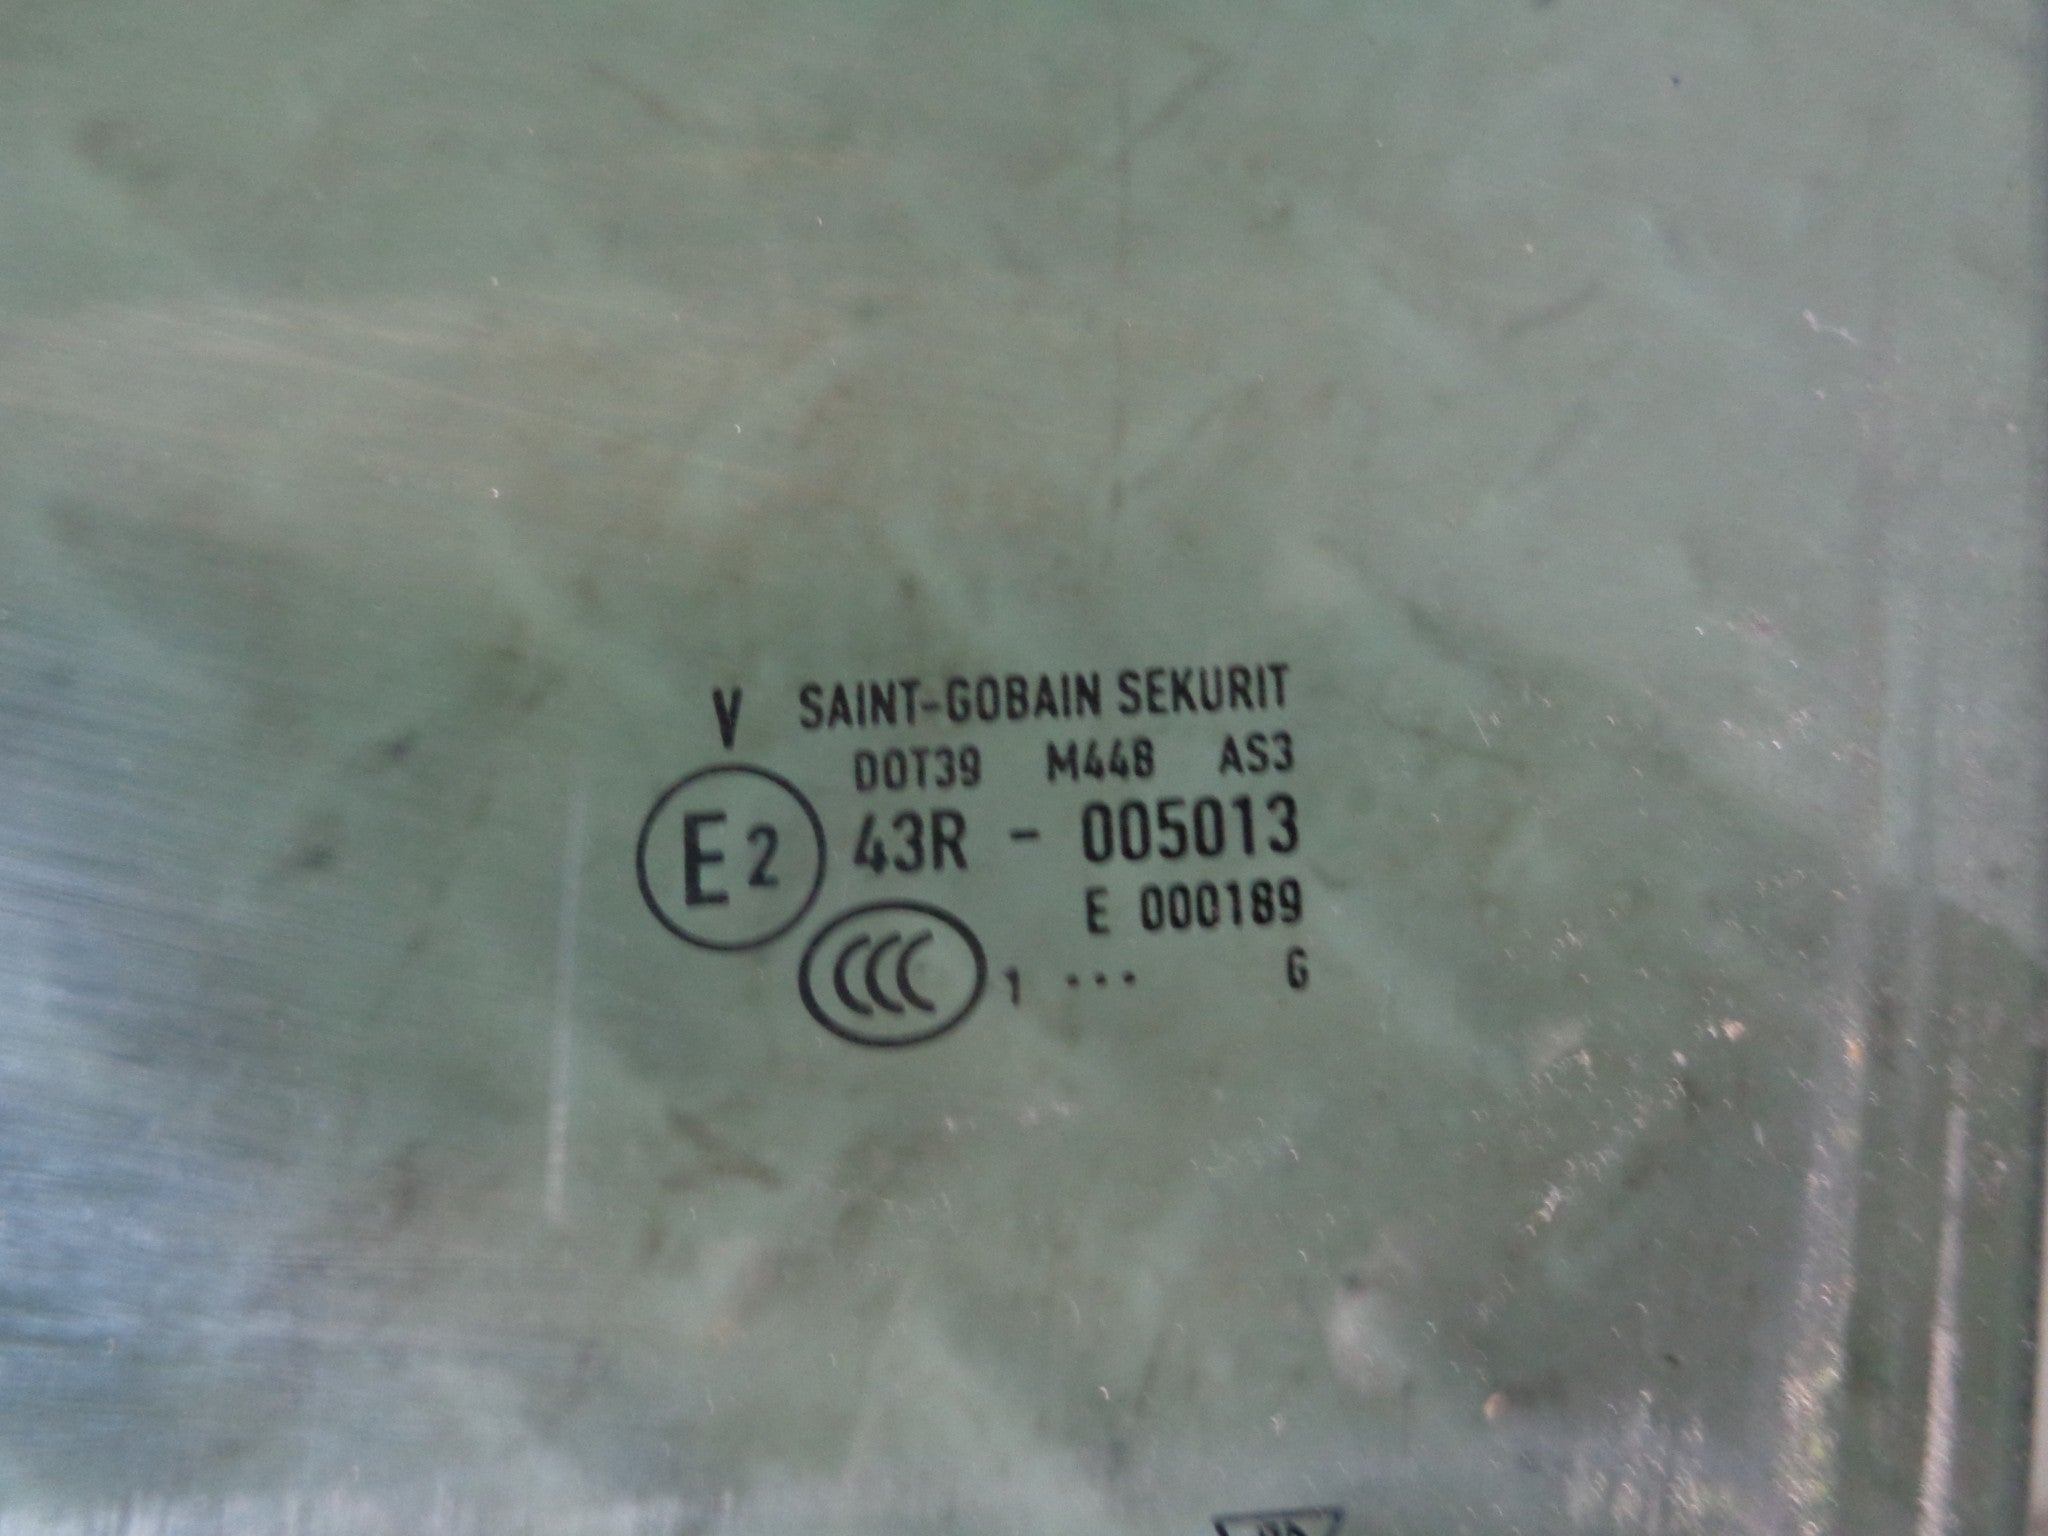 V SAINT-GOBAIN SEKURIT
DOT39 M448 AS3
E2 43R - 005013
E 000189
CCC 1 ... G